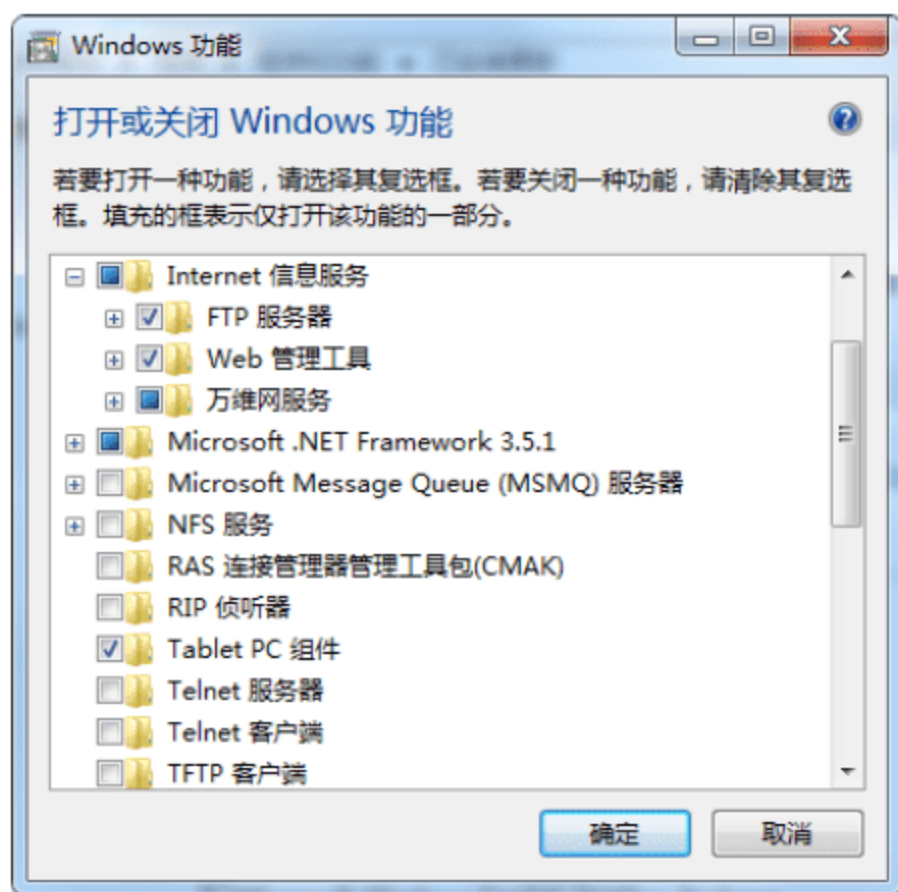 Windows 功能
打开或关闭 Windows 功能
若要打开一种功能，请选择其复选框。若要关闭一种功能，请清除其复选
框。填充的框表示仅打开该功能的一部分。
Internet 信息服务
FTP 服务器
Web 管理工具
万维网服务
Microsoft .NET Framework 3.5.1
Microsoft Message Queue (MSMQ) 服务器
NFS 服务
RAS 连接管理器管理工具包(CMAK)
RIP 侦听器
Tablet PC 组件
Telnet 服务器
Telnet 客户端
TFTP 客户端
确定 取消